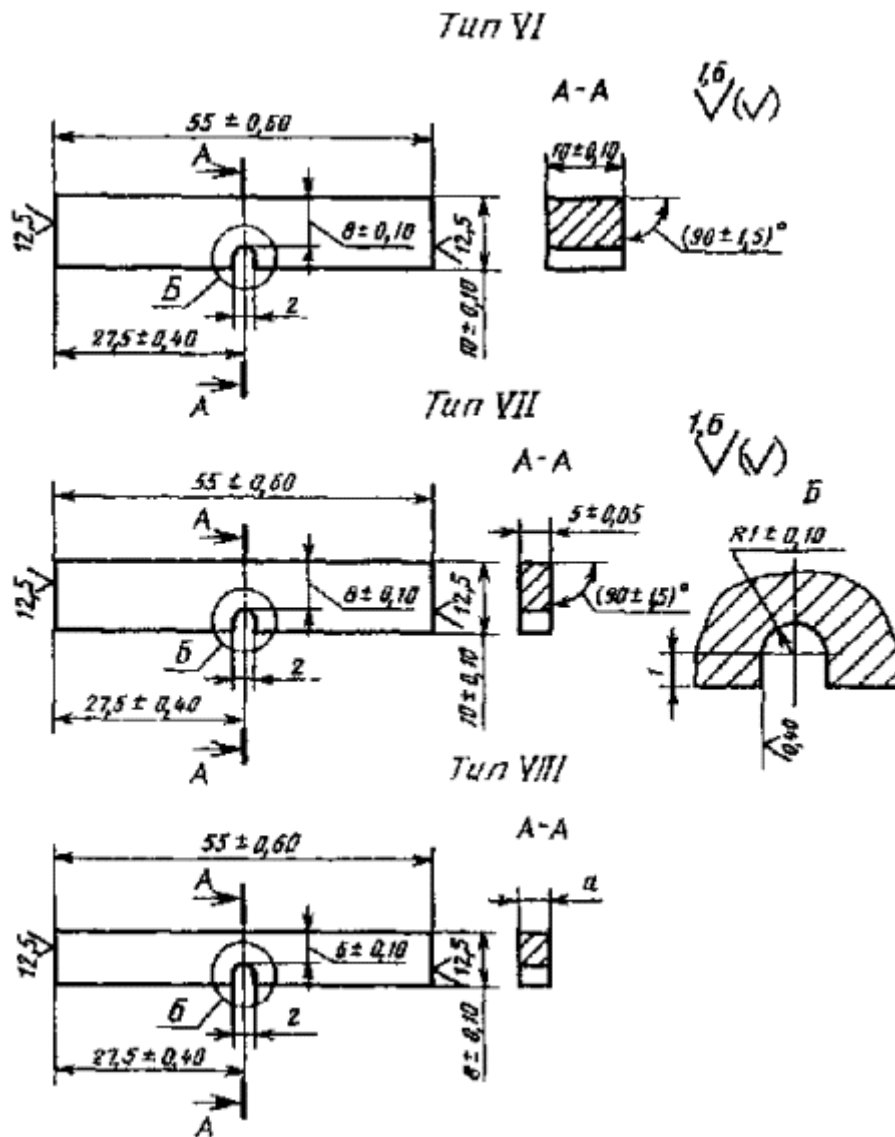 Тип VI
А-А
1,6
55 ± 0,60
А
10 ± 0,10
12,5
8 ± 0,10
12,5
(90 ± 1,5)°
Б
2
10 ± 0,10
27,5 ± 0,40
А
Тип VII
А-А
1,6
55 ± 0,60
А
5 ± 0,05
Б
R1 ± 0,10
12,5
8 ± 0,10
12,5
(90 ± 1,5)°
Б
2
10 ± 0,10
1
27,5 ± 0,40
0,40
А
Тип VIII
А-А
55 ± 0,60
А
a
12,5
6 ± 0,10
12,5
Б
2
8 ± 0,10
27,5 ± 0,40
А